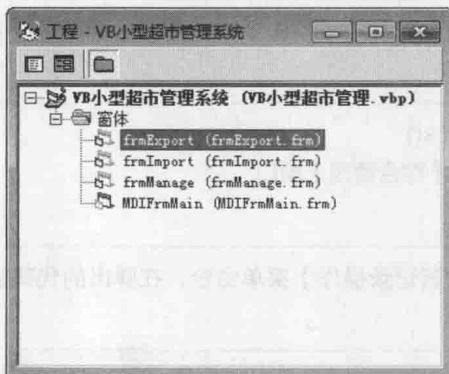 工程 - VB小型超市管理系统
VB小型超市管理系统 (VB小型超市管理.vbp)
窗体
frmExport (frmExport.frm)
frmImport (frmImport.frm)
frmManage (frmManage.frm)
MDIFrmMain (MDIFrmMain.frm)